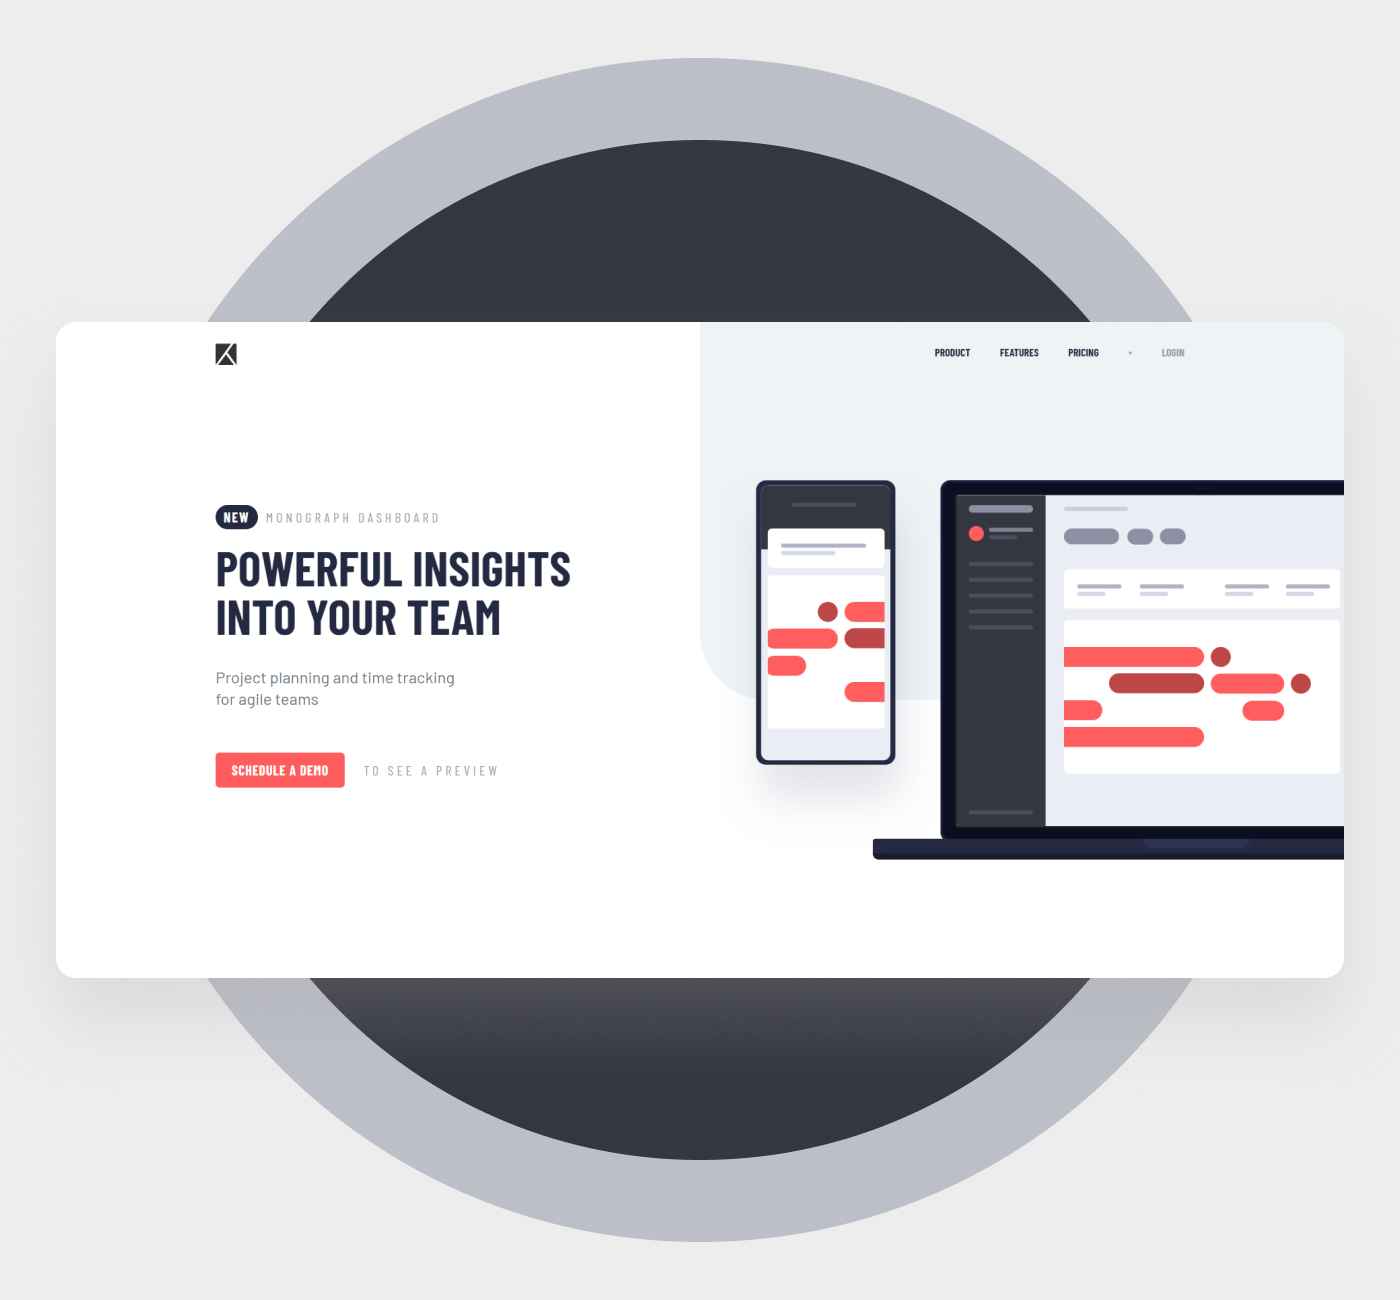 PRODUCT FEATURES PRICING • LOGIN
NEW MONOGRAPH DASHBOARD
POWERFUL INSIGHTS
INTO YOUR TEAM
Project planning and time tracking
for agile teams
SCHEDULE A DEMO TO SEE A PREVIEW